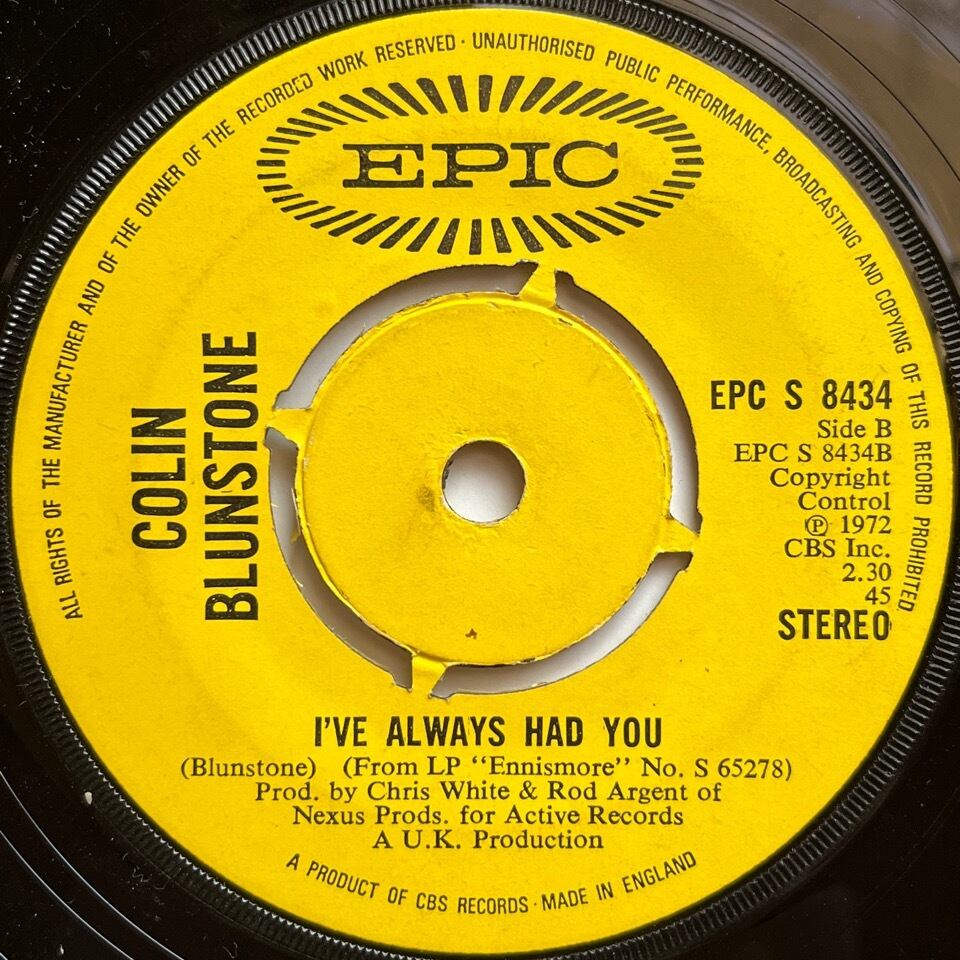 ALL RIGHTS OF THE MANUFACTURER AND OF THE OWNER OF THE RECORDED WORK RESERVED · UNAUTHORISED PUBLIC PERFORMANCE, BROADCASTING AND COPYING OF THIS RECORD PROHIBITED.
EPIC
COLIN
BLUNSTONE
EPC S 8434
Side B
EPC S 8434B
Copyright
Control
℗ 1972
CBS Inc.
2.30
45
STEREO
I'VE ALWAYS HAD YOU
(Blunstone) (From LP "Ennismore" No. S 65278)
Prod. by Chris White & Rod Argent of
Nexus Prods. for Active Records
A U.K. Production
A PRODUCT OF CBS RECORDS · MADE IN ENGLAND